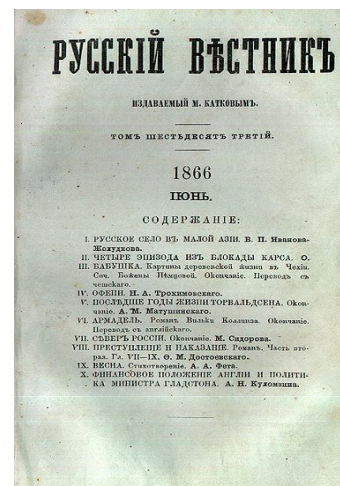 РУССКІЙ ВѢСТНИКЪ
ИЗДАВАЕМЫЙ М. КАТКОВЫМЪ.
ТОМЪ ШЕСТЬДЕСЯТЪ ТРЕТІЙ.
1866
ІЮНЬ.
СОДЕРЖАНІЕ:
I. РУССКОЕ СЕЛО ВЪ МАЛОЙ АЗІИ. В. П. Иванова-
Желудкова.
II. ЧЕТЫРЕ ЭПИЗОДА ИЗЪ БЛОКАДЫ КАРСА. О.
III. БАБУШКА. Картины деревенской жизни въ Чехіи.
Соч. Божены Нѣмцовой. Окончаніе. Переводъ съ
чешскаго.
IV. ОФЕНИ. Н. А. Трохимовскаго.
V. ПОСЛѢДНІЕ ГОДЫ ЖИЗНИ ТОРВАЛЬДСЕНА. Окон-
чаніе. А. М. Матушинскаго.
VI. АРМАДЕЛЬ. Романъ Вильки Коллинза. Окончаніе.
Переводъ съ англійскаго.
VII. СѢВЕРЪ РОССІИ. Окончаніе. М. Сидорова.
VIII. ПРЕСТУПЛЕНІЕ И НАКАЗАНІЕ. Романъ. Часть вто-
рая. Гл. VII—IX. Ѳ. М. Достоевскаго.
IX. ВЕСНА. Стихотвореніе. А. А. Фета.
X. ФИНАНСОВОЕ ПОЛОЖЕНІЕ АНГЛІИ И ПОЛИТИ-
КА МИНИСТРА ГЛАДСТОНА. А. Н. Куломзина.